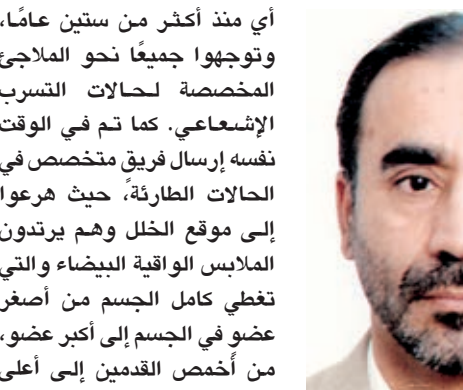 أي منذ أكثر من ستين عامًا،
وتوجهوا جميعًا نحو الملاجئ
المخصصة لحالات التسرب
الإشعاعي. كما تم في الوقت
نفسه إرسال فريق متخصص في
الحالات الطارئة، حيث هرعوا
إلى موقع الخلل وهم يرتدون
الملابس الواقية البيضاء والتي
تغطي كامل الجسم من أصغر
عضو في الجسم إلى أكبر عضو،
من أخمص القدمين إلى أعلى